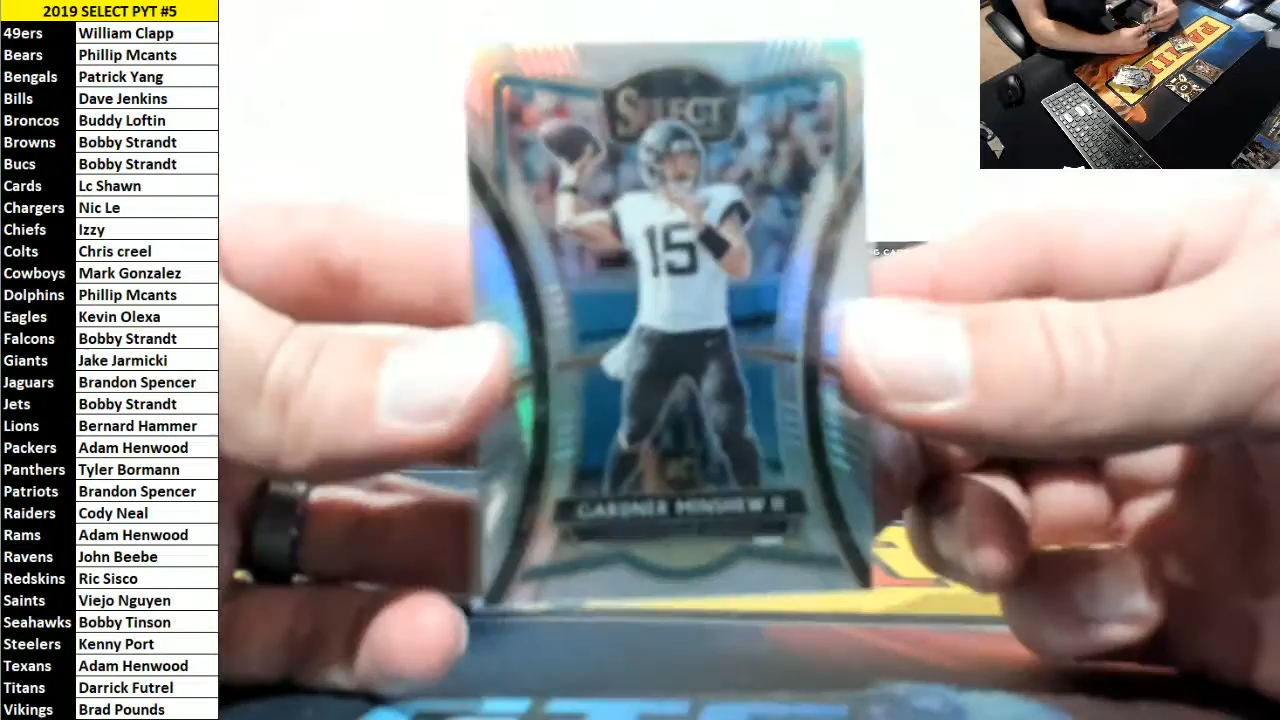 2019 SELECT PYT #5
49ers William Clapp
Bears Phillip Mcants
Bengals Patrick Yang
Bills Dave Jenkins
Broncos Buddy Loftin
Browns Bobby Strandt
Bucs Bobby Strandt
Cards Lc Shawn
Chargers Nic Le
Chiefs Izzy
Colts Chris creel
Cowboys Mark Gonzalez
Dolphins Phillip Mcants
Eagles Kevin Olexa
Falcons Bobby Strandt
Giants Jake Jarmicki
Jaguars Brandon Spencer
Jets Bobby Strandt
Lions Bernard Hammer
Packers Adam Henwood
Panthers Tyler Bormann
Patriots Brandon Spencer
Raiders Cody Neal
Rams Adam Henwood
Ravens John Beebe
Redskins Ric Sisco
Saints Viejo Nguyen
Seahawks Bobby Tinson
Steelers Kenny Port
Texans Adam Henwood
Titans Darrick Futrel
Vikings Brad Pounds
SELECT
15
GARDNER MINSHEW II